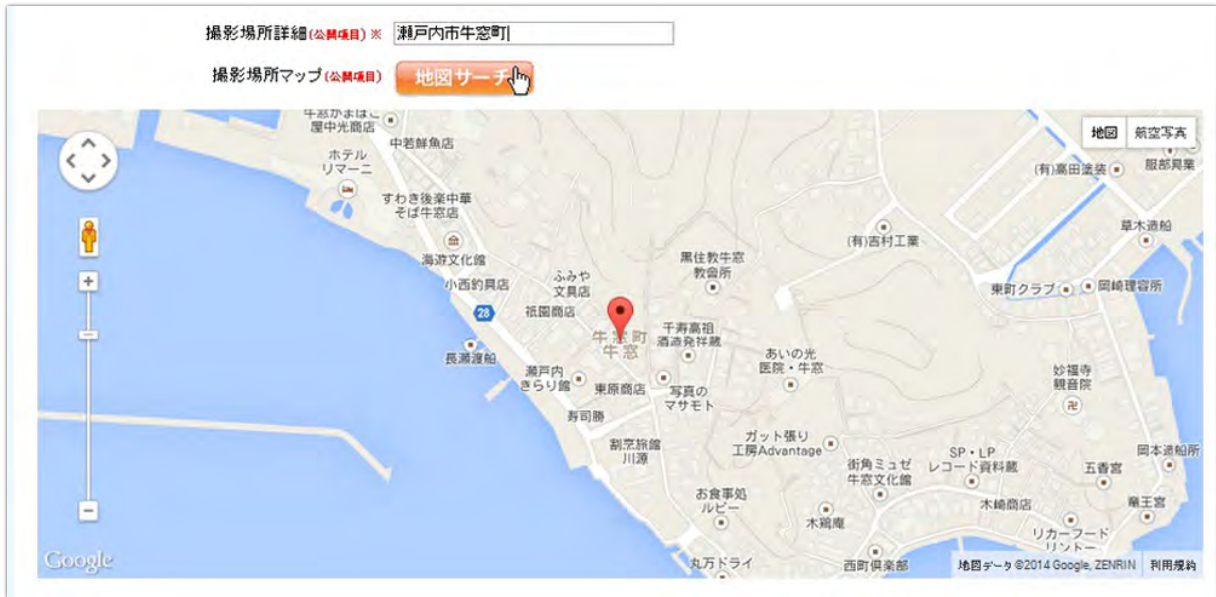 撮影場所詳細(公開項目) ※ 瀬戸内市牛窓町
撮影場所マップ(公開項目) 地図サーチ
牛窓かまぼこ
屋中光商店
中若鮮魚店
地図 航空写真
ホテル
リマーニ
(有)高田塗装
服部興業
すわき後楽中華
そば牛窓店
草木造船
(有)吉村工業
海遊文化館
黒住教牛窓
教会所
小西釣具店
ふみや
文具店
東町クラブ
岡崎理容所
28
祇園商店
牛窓町
牛窓
千寿高祖
酒造発祥蔵
長瀬渡船
あいの光
医院・牛窓
瀬戸内
きらり館
東原商店
写真の
マサモト
妙福寺
観音院
寿司勝
割烹旅館
川源
ガット張り
工房Advantage
街角ミュゼ
牛窓文化館
SP・LP
レコード資料蔵
五香宮
岡本造船所
お食事処
ルビー
木鶏庵
木崎商店
竜王宮
リカーフード
リントー
丸万ドライ
西町倶楽部
Google
地図データ ©2014 Google, ZENRIN 利用規約